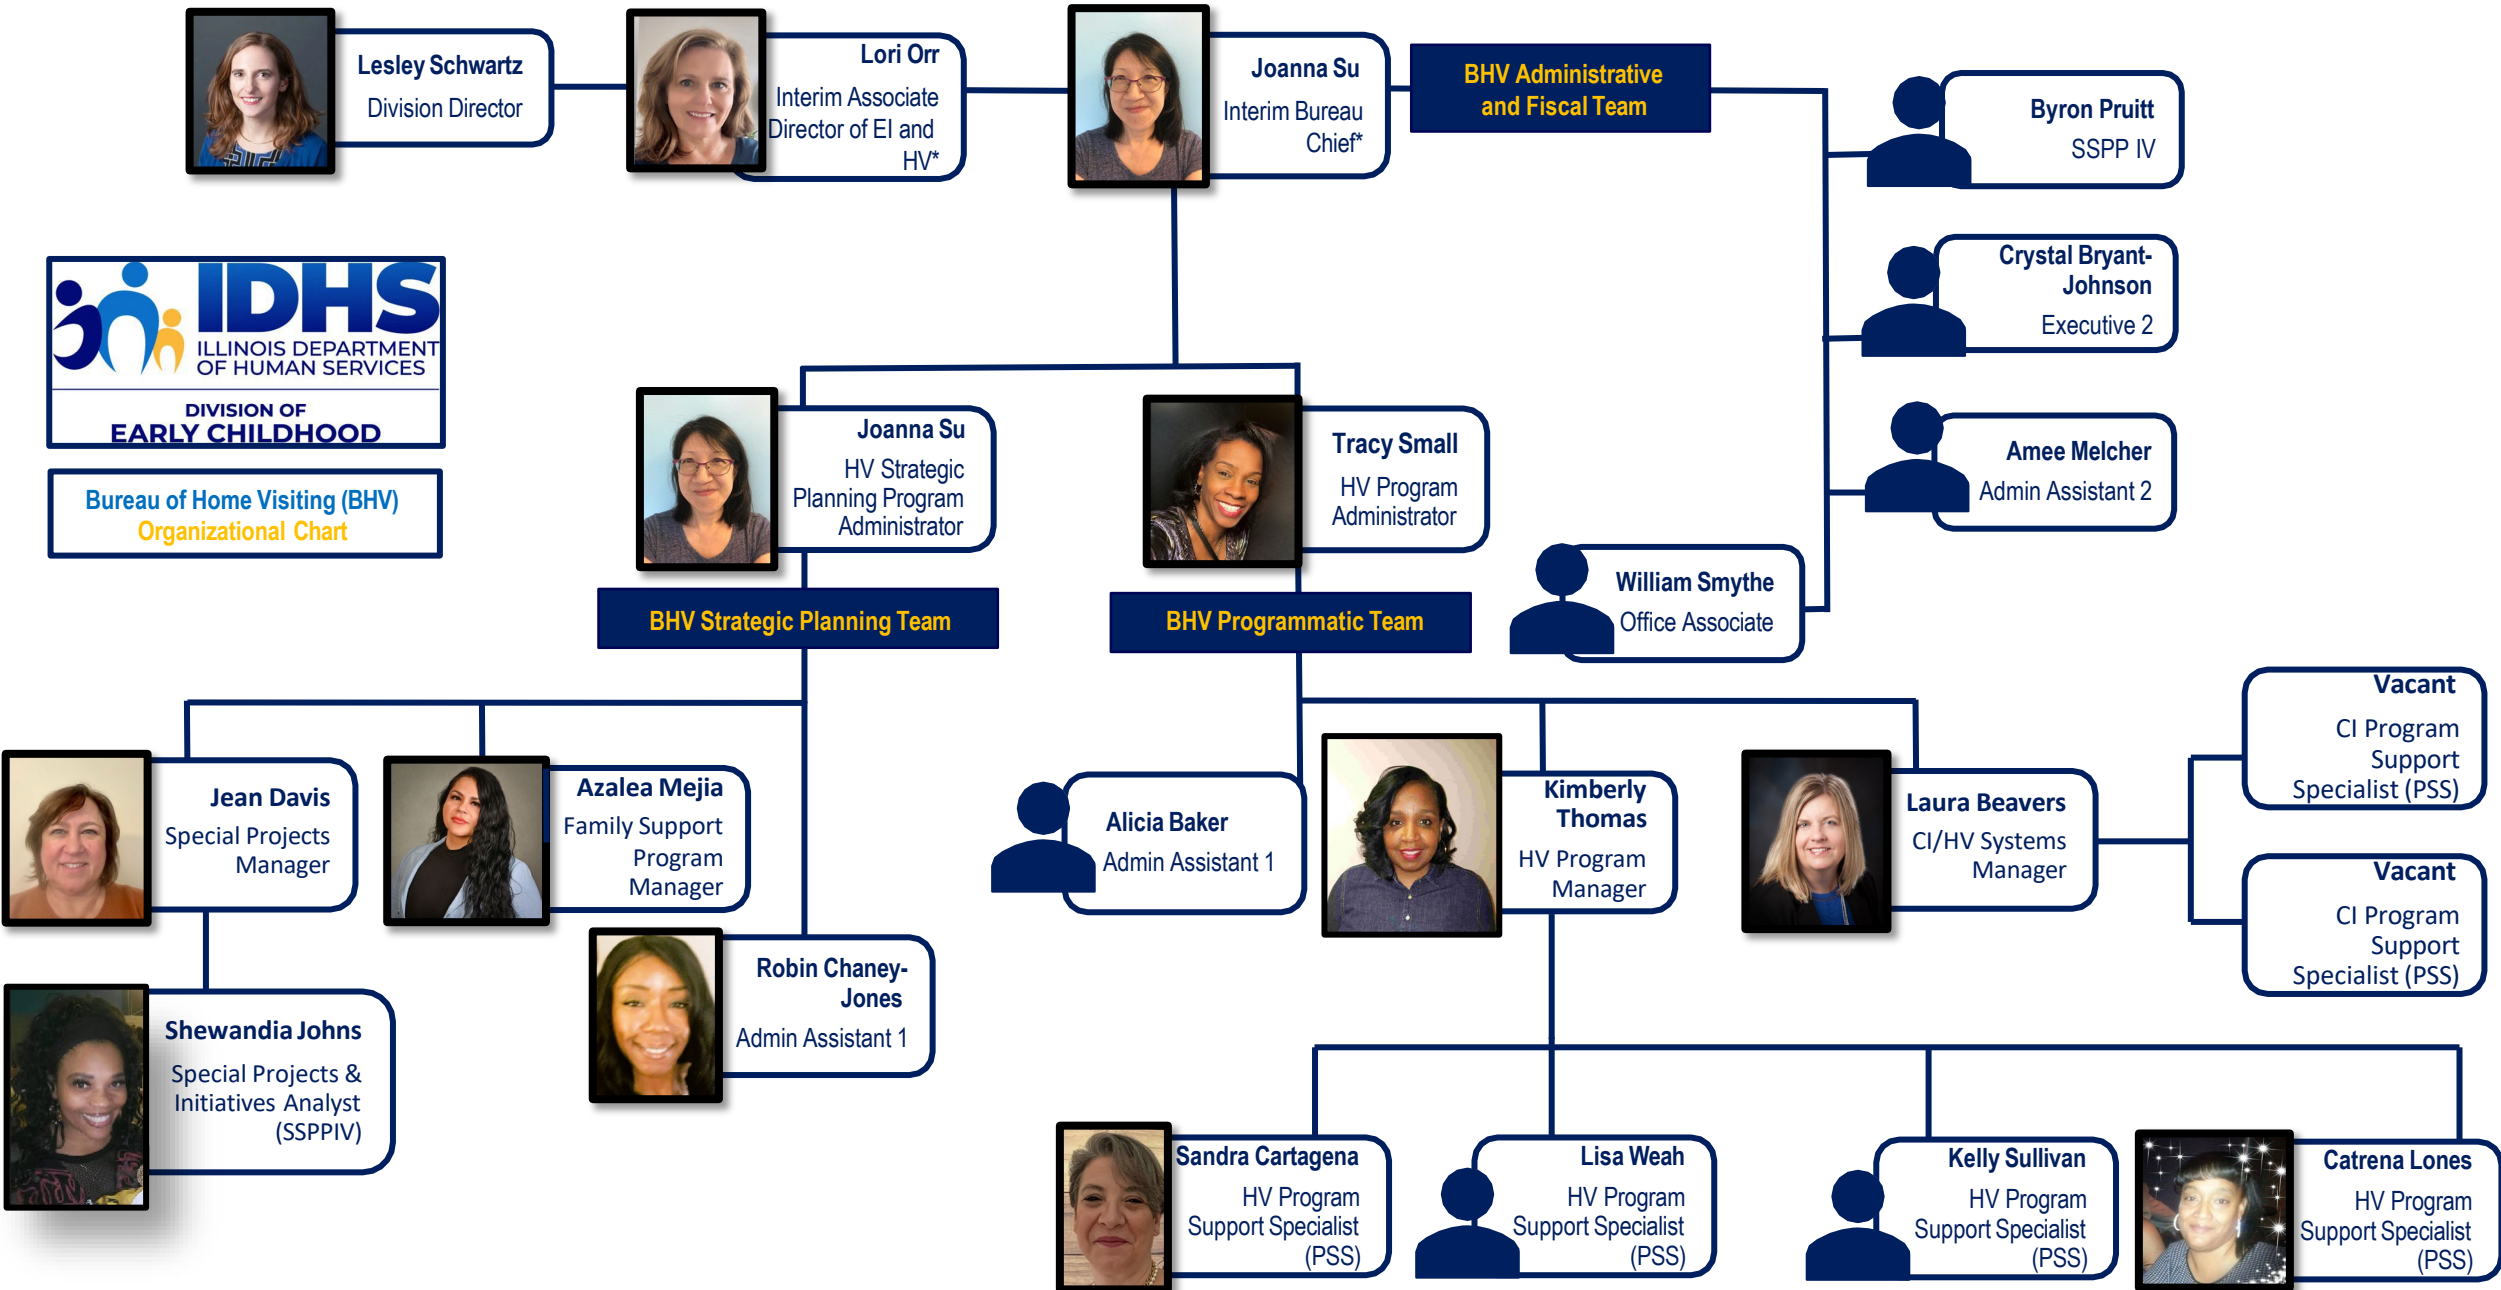 Lesley Schwartz
Division Director
Lori Orr
Interim Associate
Director of EI and
HV*
Joanna Su
Interim Bureau
Chief*
BHV Administrative
and Fiscal Team
Byron Pruitt
SSPP IV
Crystal Bryant-
Johnson
Executive 2
Amee Melcher
Admin Assistant 2
William Smythe
Office Associate
IDHS
ILLINOIS DEPARTMENT
OF HUMAN SERVICES
DIVISION OF
EARLY CHILDHOOD
Bureau of Home Visiting (BHV)
Organizational Chart
Joanna Su
HV Strategic
Planning Program
Administrator
Tracy Small
HV Program
Administrator
BHV Strategic Planning Team
BHV Programmatic Team
Jean Davis
Special Projects
Manager
Azalea Mejia
Family Support
Program
Manager
Robin Chaney-
Jones
Admin Assistant 1
Shewandia Johns
Special Projects &
Initiatives Analyst
(SSPPIV)
Alicia Baker
Admin Assistant 1
Kimberly
Thomas
HV Program
Manager
Laura Beavers
CI/HV Systems
Manager
Vacant
CI Program
Support
Specialist (PSS)
Vacant
CI Program
Support
Specialist (PSS)
Sandra Cartagena
HV Program
Support Specialist
(PSS)
Lisa Weah
HV Program
Support Specialist
(PSS)
Kelly Sullivan
HV Program
Support Specialist
(PSS)
Catrena Lones
HV Program
Support Specialist
(PSS)